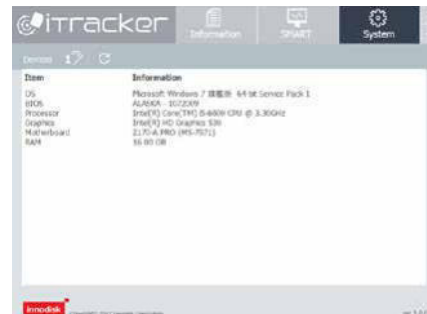 iTracker
Information
SMART
System
Devices
Item Information
OS Microsoft Windows 7 旗艦版 64 bit Service Pack 1
BIOS ALASKA - 1072009
Processor Intel(R) Core(TM) i5-6600 CPU @ 3.30GHz
Graphics Intel(R) HD Graphics 530
Motherboard Z170-A PRO (MS-7971)
RAM 16.00 GB
innodisk